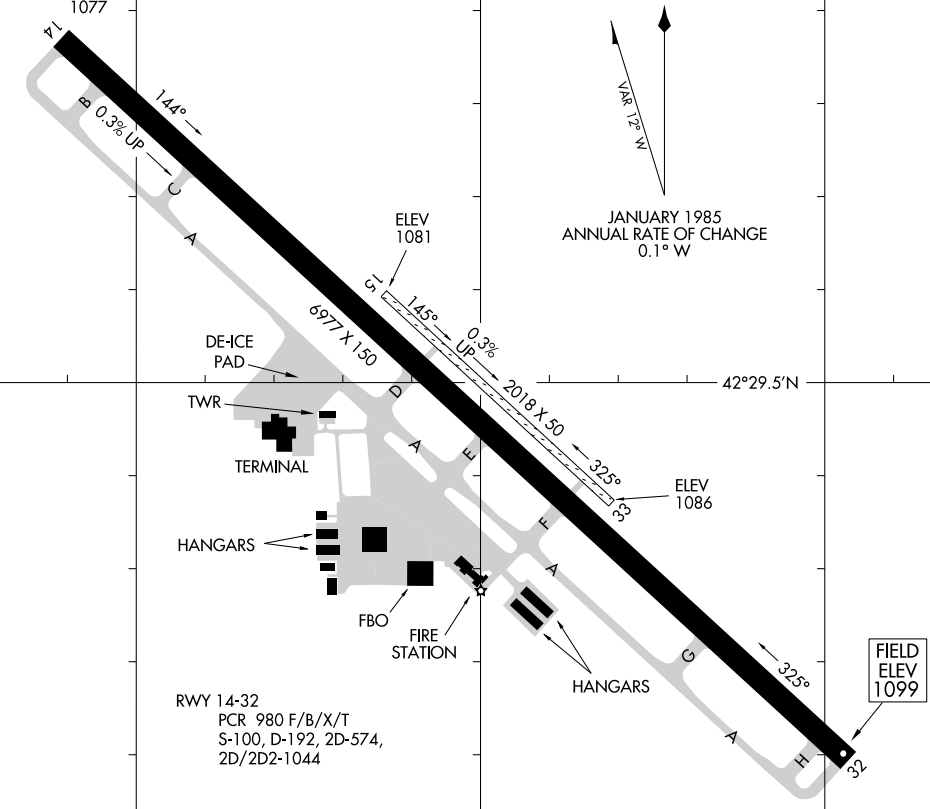 1077
14
B
144°
0.3% UP
VAR 12° W
C
JANUARY 1985
ANNUAL RATE OF CHANGE
0.1° W
ELEV
1081
A
15
145°
0.3%
UP
6977 X 150
DE-ICE
PAD
42°29.5'N
D
2018 X 50
TWR
A
E
TERMINAL
325°
ELEV
1086
33
F
HANGARS
A
FBO
FIRE
STATION
G
325°
FIELD
ELEV
1099
HANGARS
RWY 14-32
PCR 980 F/B/X/T
S-100, D-192, 2D-574,
2D/2D2-1044
A
H
32